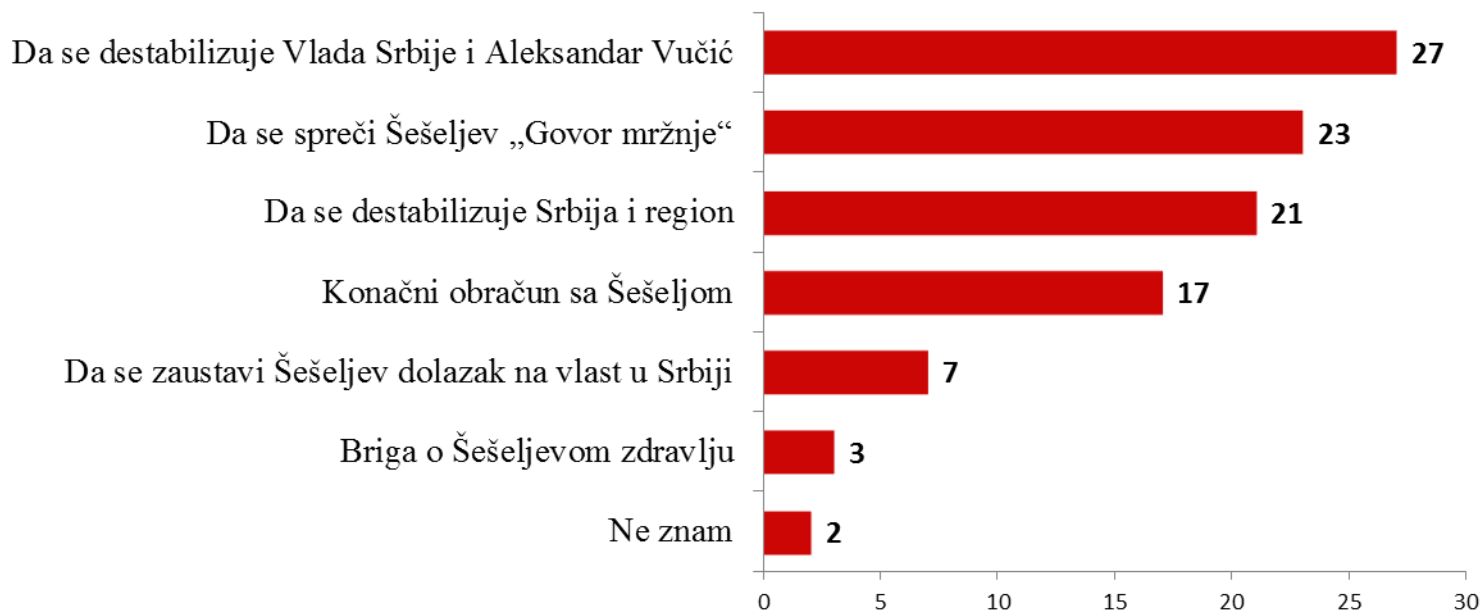 Da se destabilizuje Vlada Srbije i Aleksandar Vučić 27
Da se spreči Šešeljev „Govor mržnje“ 23
Da se destabilizuje Srbija i region 21
Konačni obračun sa Šešeljom 17
Da se zaustavi Šešeljev dolazak na vlast u Srbiji 7
Briga o Šešeljevom zdravlju 3
Ne znam 2
0 5 10 15 20 25 30